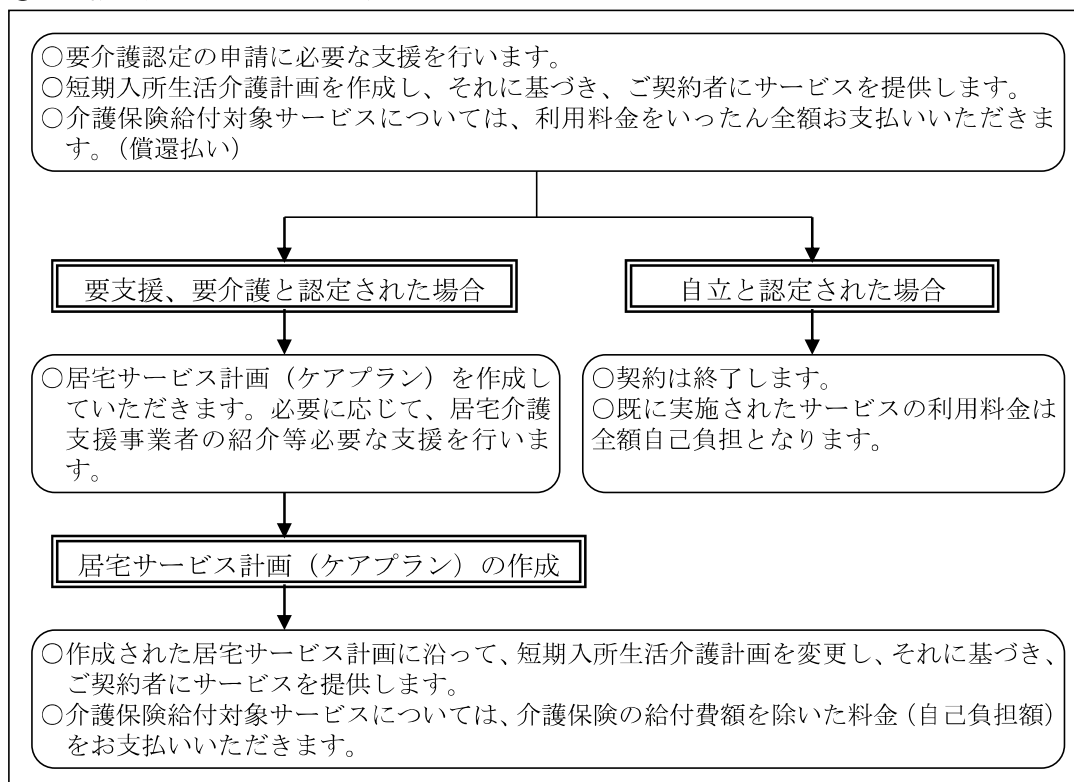 ○要介護認定の申請に必要な支援を行います。
○短期入所生活介護計画を作成し、それに基づき、ご契約者にサービスを提供します。
○介護保険給付対象サービスについては、利用料金をいったん全額お支払いいただきま
す。（償還払い）
要支援、要介護と認定された場合
自立と認定された場合
○居宅サービス計画（ケアプラン）を作成し
ていただきます。必要に応じて、居宅介護
支援事業者の紹介等必要な支援を行いま
す。
○契約は終了します。
○既に実施されたサービスの利用料金は
全額自己負担となります。
居宅サービス計画（ケアプラン）の作成
○作成された居宅サービス計画に沿って、短期入所生活介護計画を変更し、それに基づき、
ご契約者にサービスを提供します。
○介護保険給付対象サービスについては、介護保険の給付費額を除いた料金（自己負担額）
をお支払いいただきます。